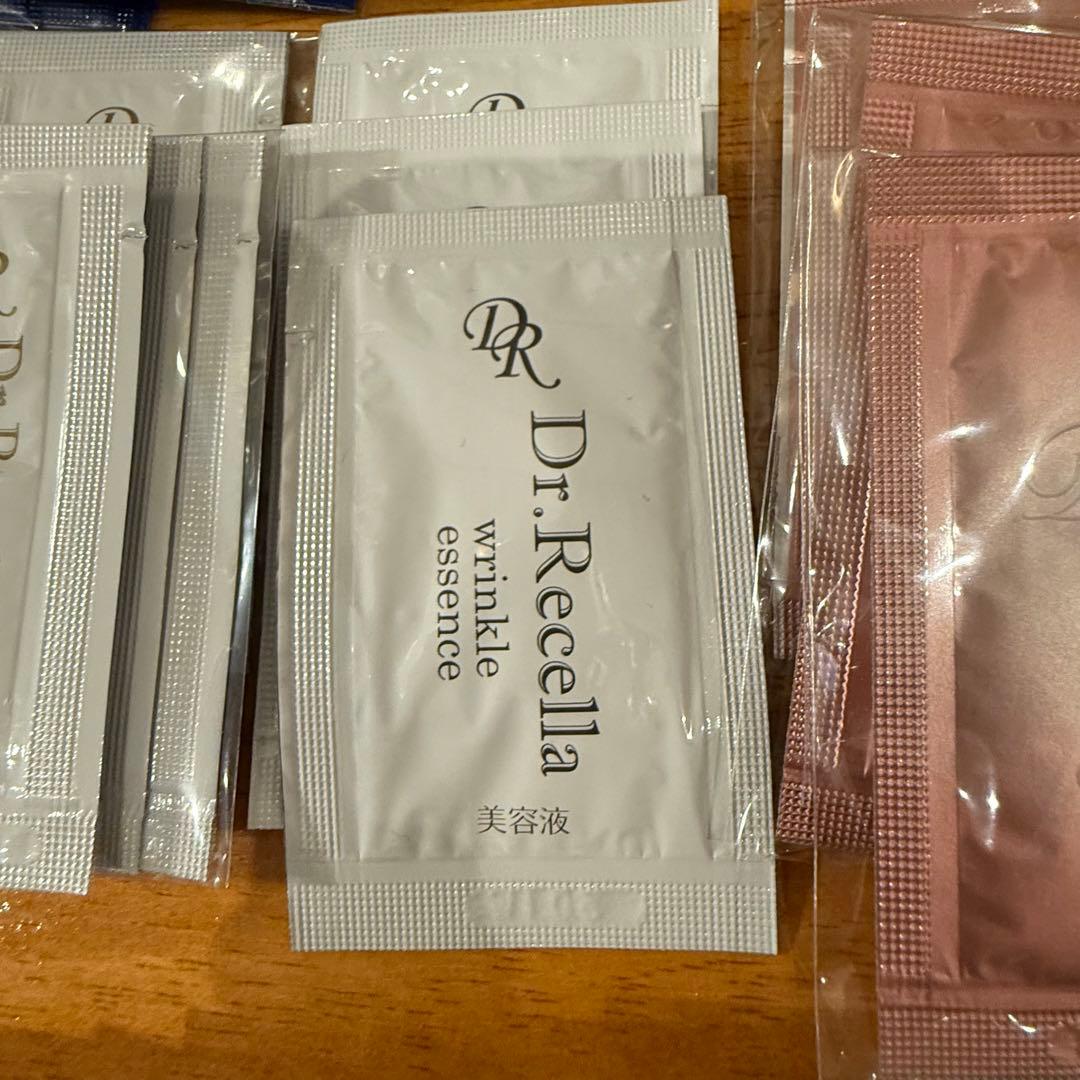 DR
Dr.Recella
wrinkle
essence
美容液